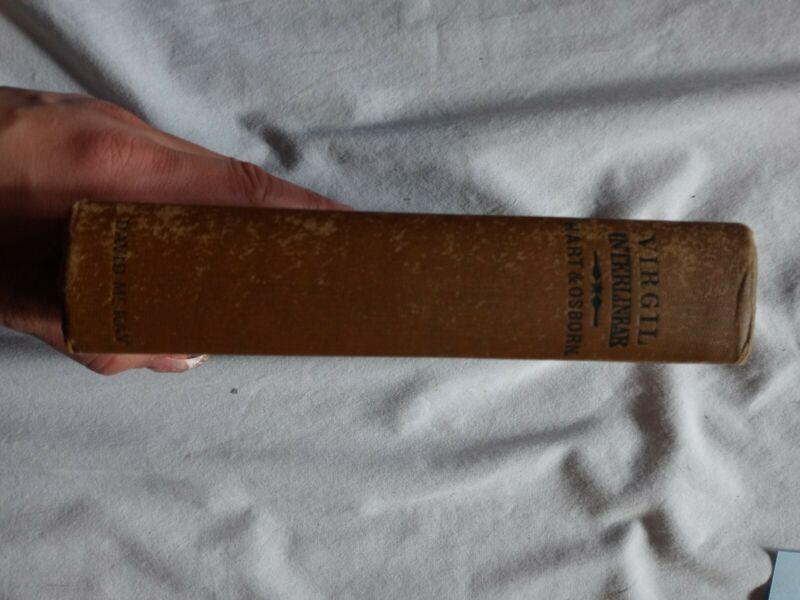 VIRGIL
INTERLINEAR
HART & OSBORN
DAVID McKAY